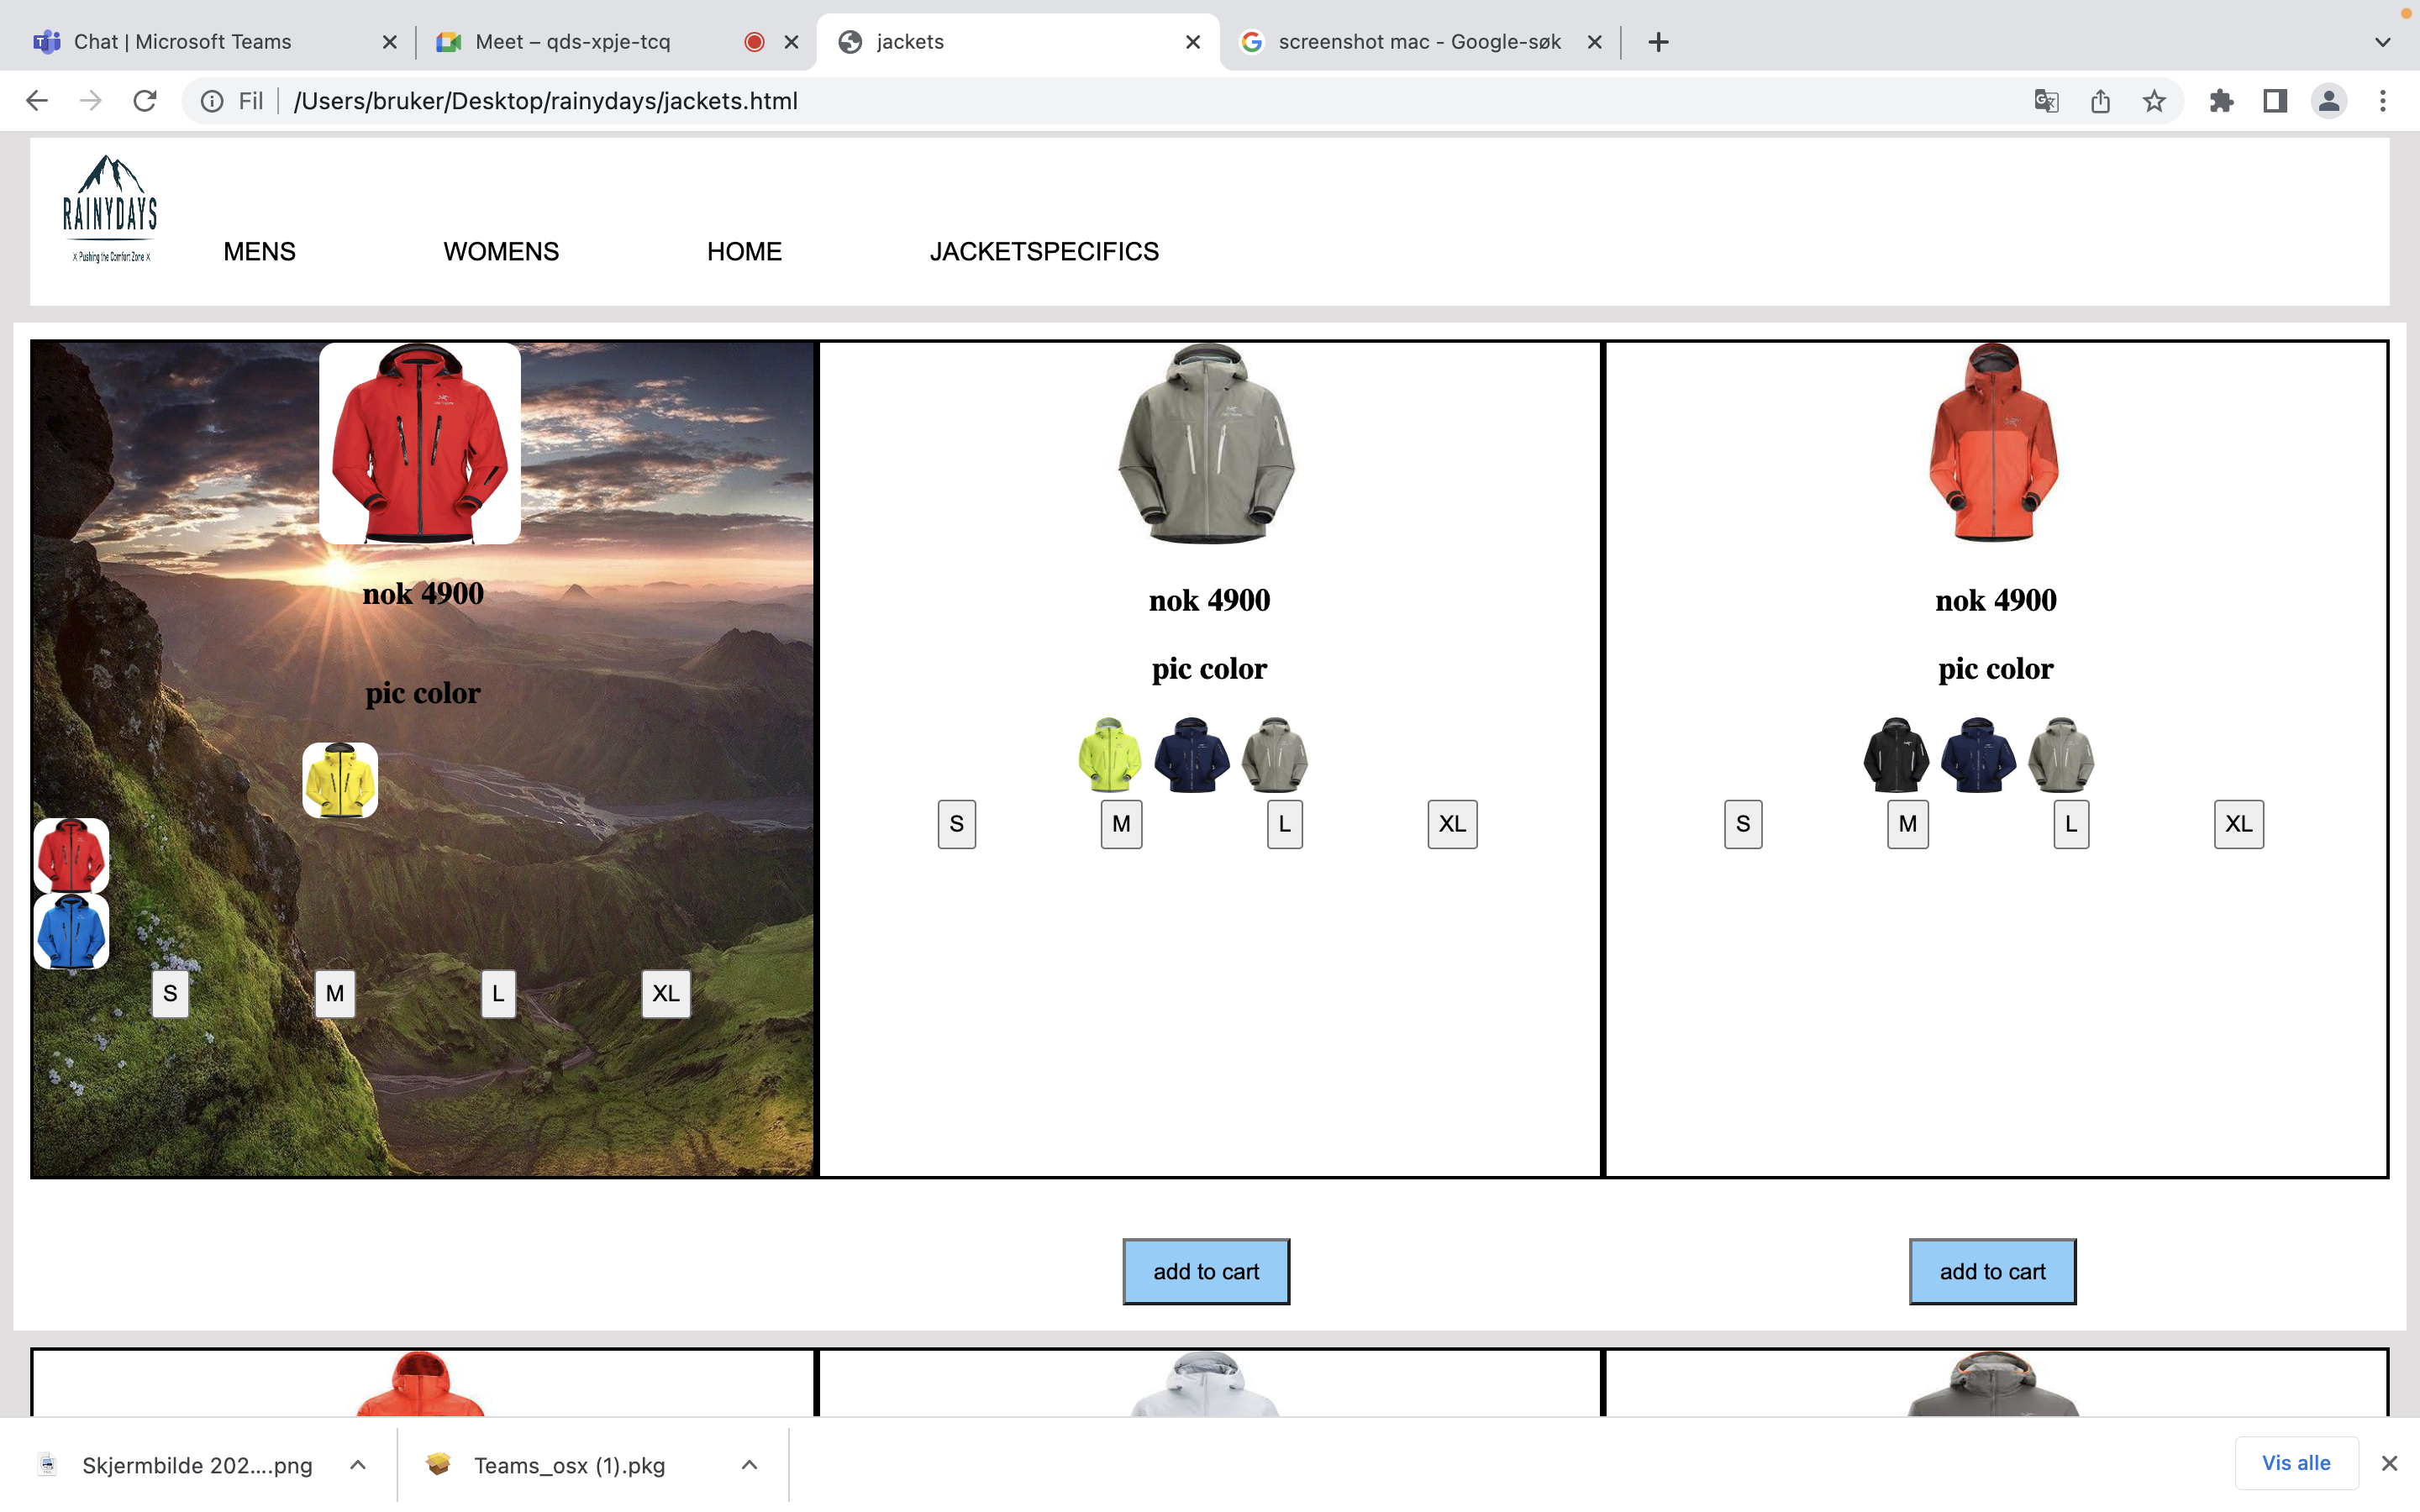 Chat | Microsoft Teams
Meet – qds-xpje-tcq
jackets
screenshot mac - Google-søk
Fil
/Users/bruker/Desktop/rainydays/jackets.html
RAINYDAYS
X Pushing the Comfort Zone X
MENS
WOMENS
HOME
JACKETSPECIFICS
nok 4900
pic color
S
M
L
XL
nok 4900
pic color
S
M
L
XL
nok 4900
pic color
S
M
L
XL
add to cart
add to cart
Skjermbilde 202....png
Teams_osx (1).pkg
Vis alle